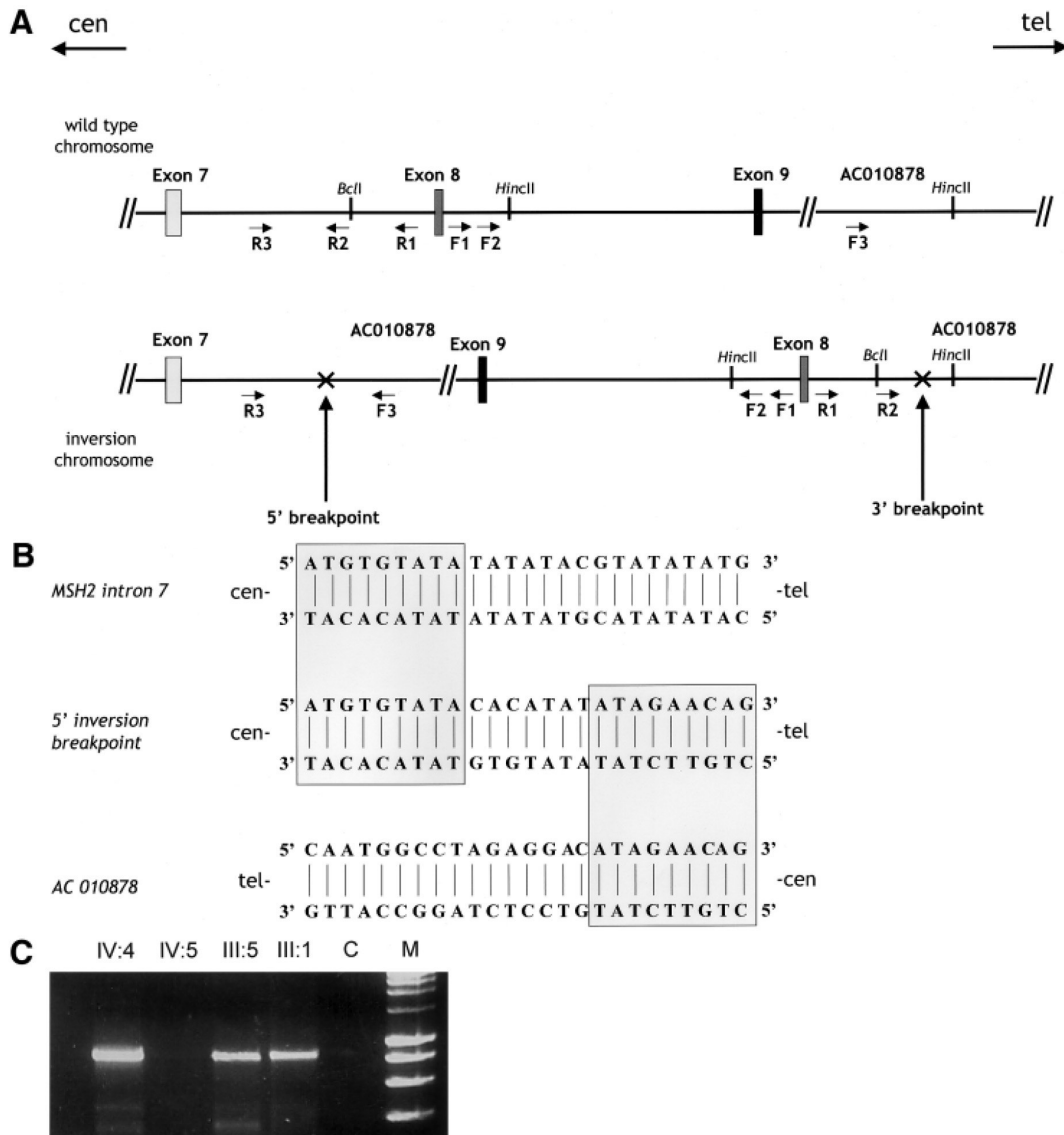 A
cen
tel
wild type
chromosome
Exon 7
BclI
Exon 8
HincII
Exon 9
AC010878
HincII
R3
R2
R1
F1
F2
F3
Exon 7
AC010878
Exon 9
HincII
Exon 8
BclI
AC010878
HincII
R3
F3
F2
F1
R1
R2
inversion
chromosome
5' breakpoint
3' breakpoint
B
MSH2 intron 7
5' ATGTGTATATATATACGTATATATG 3'
cen-
-tel
3' TACACATATATATATGCATATATAC 5'
5' inversion
breakpoint
5' ATGTGTATACACATATATAGAACAG 3'
cen-
-tel
3' TACACATATGTGTATATATCTTGTC 5'
AC 010878
5' CAATGGCCTAGAGGACATAGAACAG 3'
tel-
-cen
3' GTTACCGGATCTCCTGTATCTTGTC 5'
C
IV:4 IV:5 III:5 III:1 C M